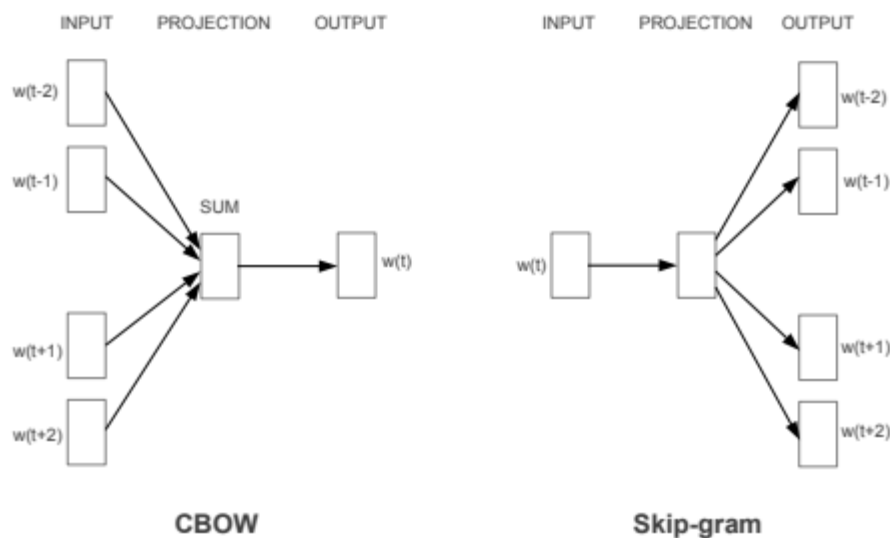 INPUT PROJECTION OUTPUT
w(t-2)
w(t-1)
SUM
w(t)
w(t+1)
w(t+2)
CBOW
INPUT PROJECTION OUTPUT
w(t-2)
w(t-1)
w(t)
w(t+1)
w(t+2)
Skip-gram